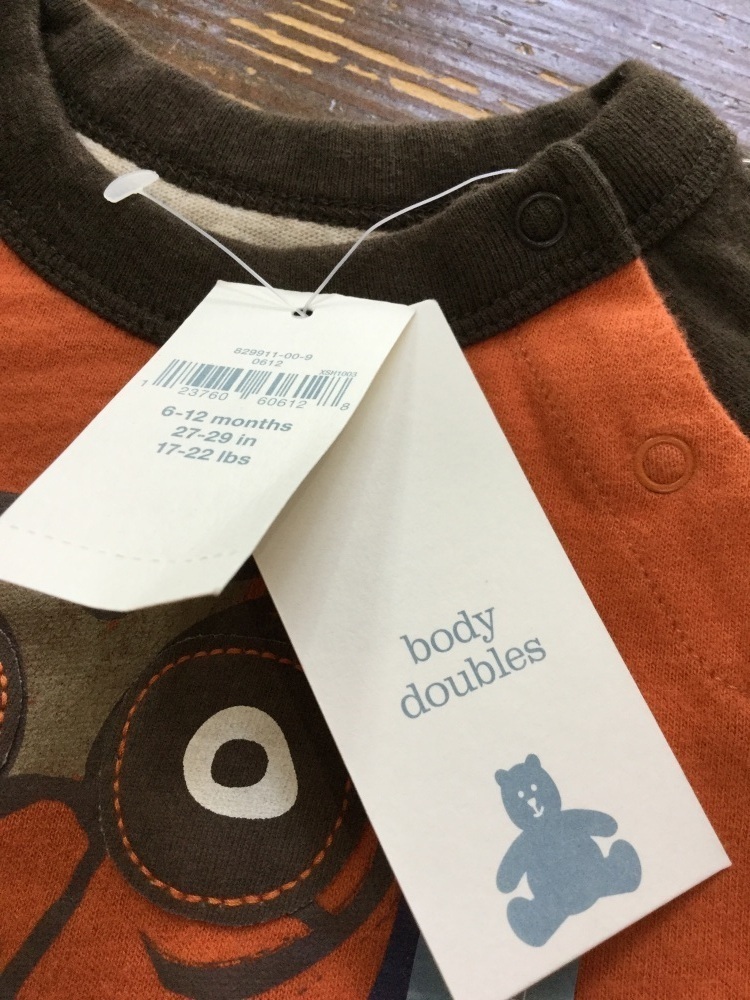 829911-00-9
0612
XSH1003
1 23760 60612 8
6-12 months
27-29 in
17-22 lbs
body
doubles